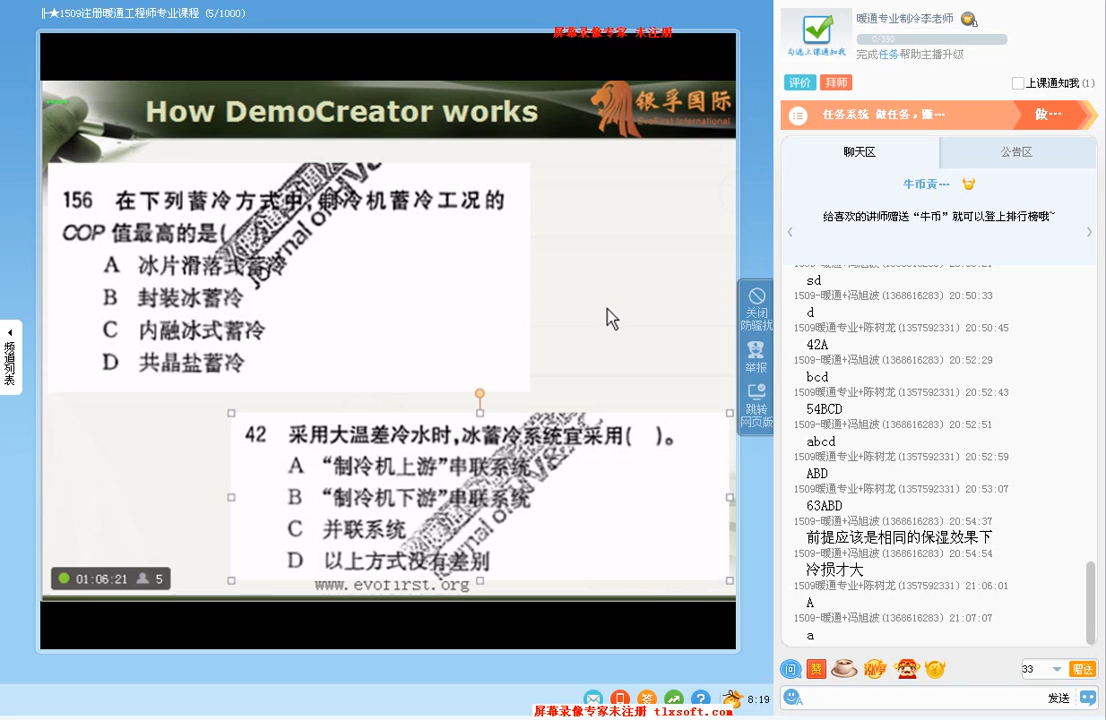 ╠★1509注册暖通工程师专业课程 (5/1000)
屏幕录像专家 未注册
How DemoCreator works
银孚国际
EvoFirst International
156 在下列蓄冷方式中,制冷机蓄冷工况的
COP 值最高的是(
A 冰片滑落式蓄冷
B 封装冰蓄冷
C 内融冰式蓄冷
D 共晶盐蓄冷
42 采用大温差冷水时,冰蓄冷系统宜采用( )。
A “制冷机上游”串联系统
B “制冷机下游”串联系统
C 并联系统
D 以上方式没有差别
www.evofirst.org
01:06:21 5
频道列表
关闭
防骚扰
举报
跳转
网页版
8:19
屏幕录像专家未注册 tlxsoft.com
勾选上课通知我
暖通专业制冷李老师
0/393
完成任务帮助主播升级
评价 拜师
上课通知我 (1)
任务系统 做任务,赚··· 做···
聊天区 公告区
牛币贡···
给喜欢的讲师赠送“牛币”就可以登上排行榜哦~
sd
1509-暖通+冯旭波(1368616283) 20:50:33
d
1509暖通专业+陈树龙(1357592331) 20:50:45
42A
1509-暖通+冯旭波(1368616283) 20:52:29
bcd
1509暖通专业+陈树龙(1357592331) 20:52:43
54BCD
1509-暖通+冯旭波(1368616283) 20:52:51
abcd
1509暖通专业+陈树龙(1357592331) 20:52:59
ABD
1509暖通专业+陈树龙(1357592331) 20:53:07
63ABD
1509-暖通+冯旭波(1368616283) 20:54:37
前提应该是相同的保湿效果下
1509-暖通+冯旭波(1368616283) 20:54:54
冷损才大
1509暖通专业+陈树龙(1357592331) 21:06:01
A
1509-暖通+冯旭波(1368616283) 21:07:07
a
33 赠送
发送